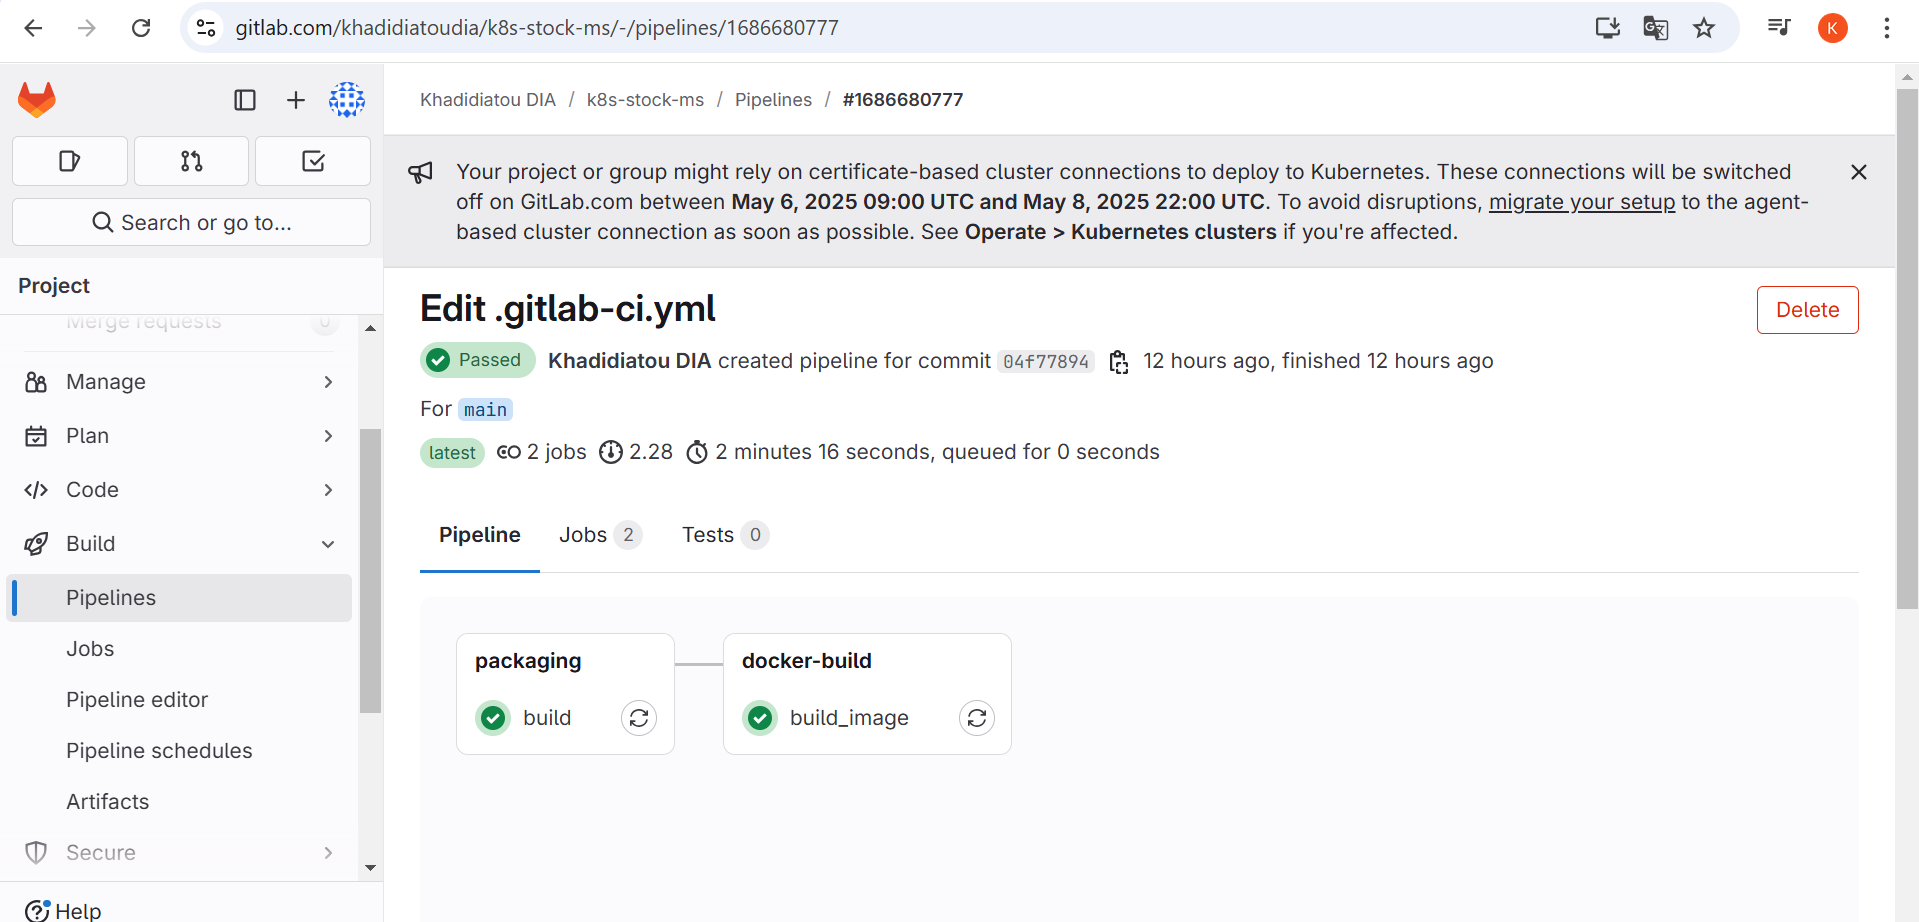 gitlab.com/khadidiatoudia/k8s-stock-ms/-/pipelines/1686680777
K
Search or go to...
Project
Merge requests 0
Manage
Plan
Code
Build
Pipelines
Jobs
Pipeline editor
Pipeline schedules
Artifacts
Secure
Help
Khadidiatou DIA / k8s-stock-ms / Pipelines / #1686680777
Your project or group might rely on certificate-based cluster connections to deploy to Kubernetes. These connections will be switched
off on GitLab.com between May 6, 2025 09:00 UTC and May 8, 2025 22:00 UTC. To avoid disruptions, migrate your setup to the agent-
based cluster connection as soon as possible. See Operate > Kubernetes clusters if you're affected.
Edit .gitlab-ci.yml
Delete
Passed Khadidiatou DIA created pipeline for commit 04f77894 12 hours ago, finished 12 hours ago
For main
latest 2 jobs 2.28 2 minutes 16 seconds, queued for 0 seconds
Pipeline Jobs 2 Tests 0
packaging
build
docker-build
build_image